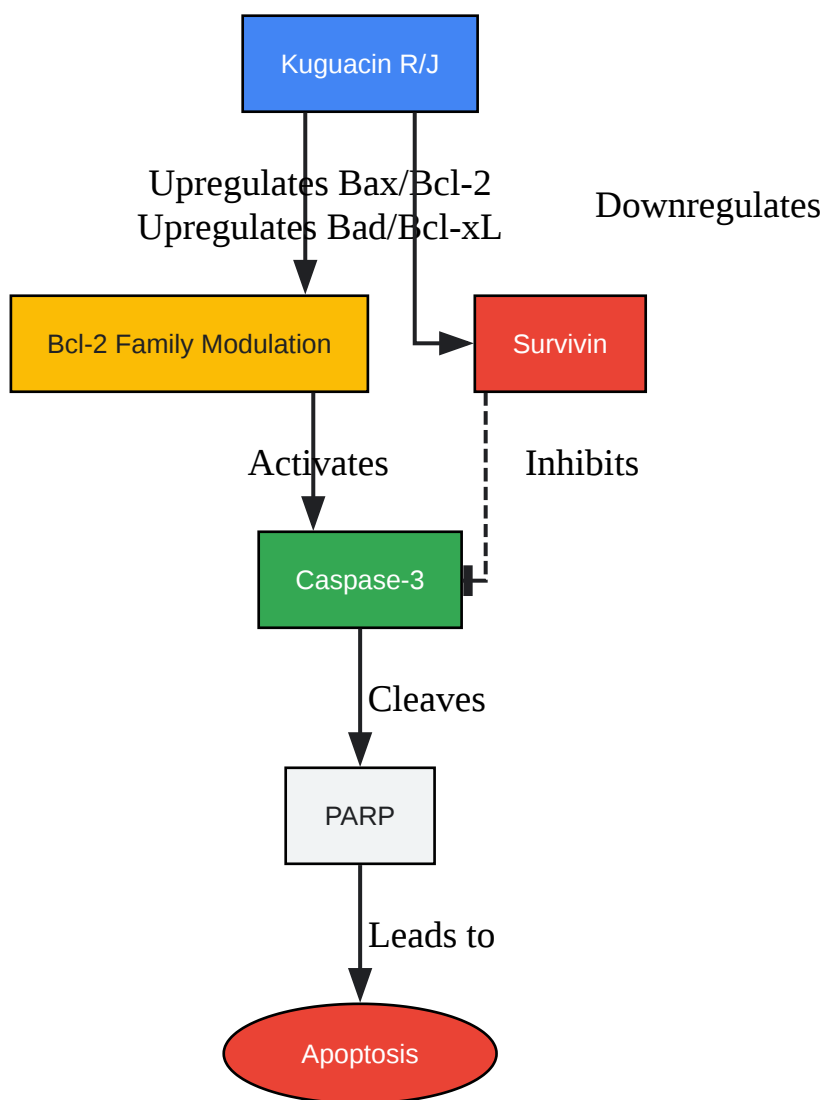 Kuguacin R/J
Upregulates Bax/Bcl-2
Upregulates Bad/Bcl-xL
Downregulates
Bcl-2 Family Modulation
Survivin
Activates
Inhibits
Caspase-3
Cleaves
PARP
Leads to
Apoptosis